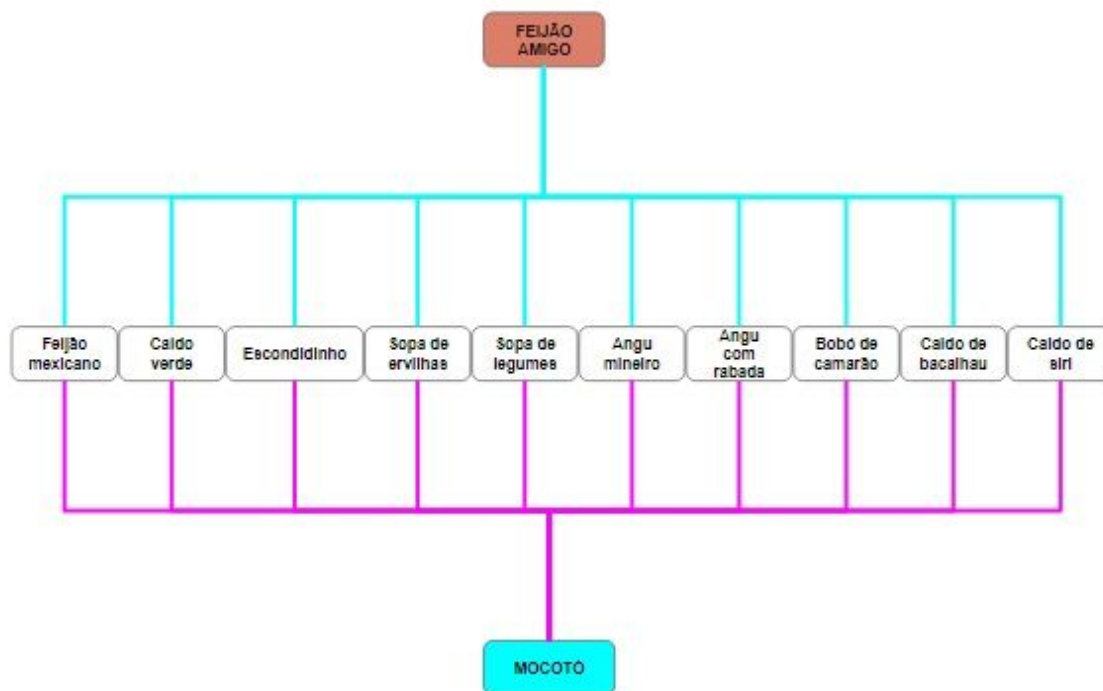 FEIJÃO
AMIGO
Feijão
mexicano
Caldo
verde
Escondidinho
Sopa de
ervilhas
Sopa de
legumes
Angu
mineiro
Angu
com
rabada
Bobó de
camarão
Caldo de
bacalhau
Caldo de
siri
MOCOTÓ